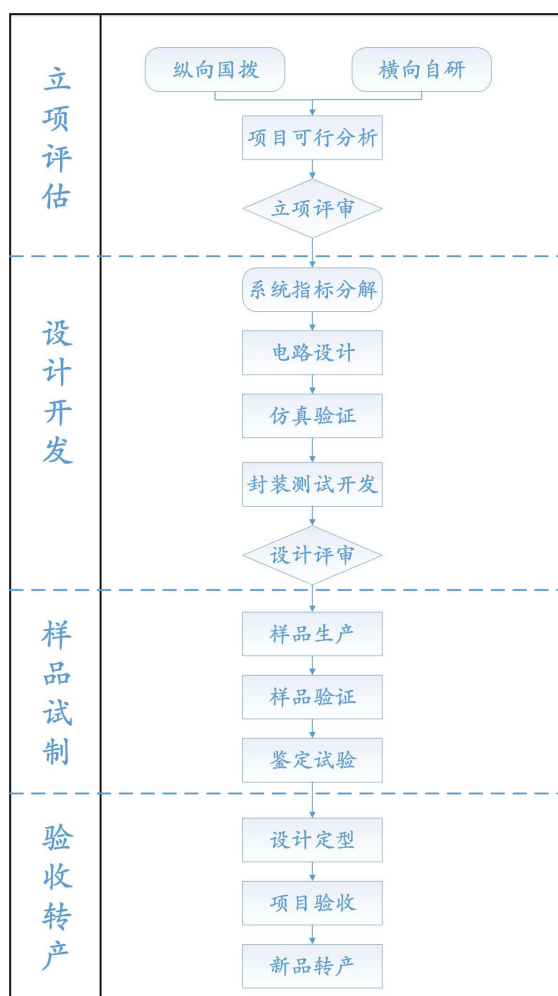 立项评估
纵向国拨
横向自研
项目可行分析
立项评审
设计开发
系统指标分解
电路设计
仿真验证
封装测试开发
设计评审
样品试制
样品生产
样品验证
鉴定试验
验收转产
设计定型
项目验收
新品转产